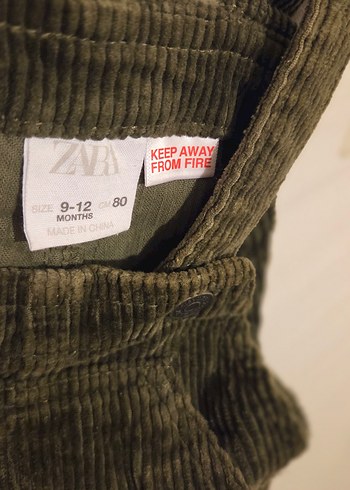 ZARA
SIZE 9-12 CM 80
MONTHS
MADE IN CHINA
KEEP AWAY
FROM FIRE